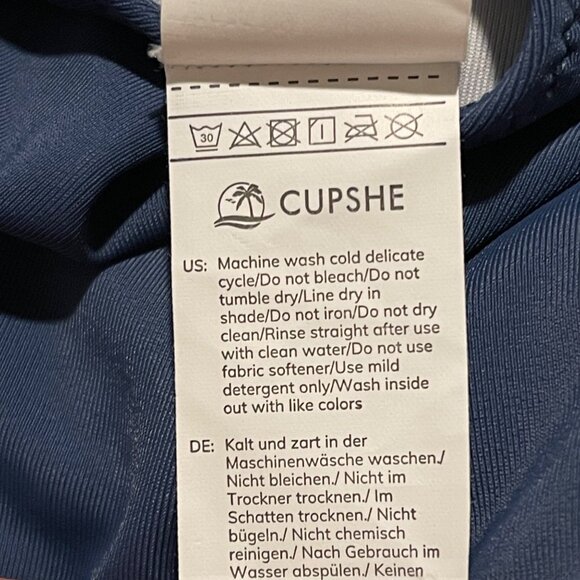 30
CUPSHE
US: Machine wash cold delicate
cycle/Do not bleach/Do not
tumble dry/Line dry in
shade/Do not iron/Do not dry
clean/Rinse straight after use
with clean water/Do not use
fabric softener/Use mild
detergent only/Wash inside
out with like colors
DE: Kalt und zart in der
Maschinenwäsche waschen./
Nicht bleichen./ Nicht im
Trockner trocknen./ Im
Schatten trocknen./ Nicht
bügeln./ Nicht chemisch
reinigen./ Nach Gebrauch im
Wasser abspülen./ Keinen